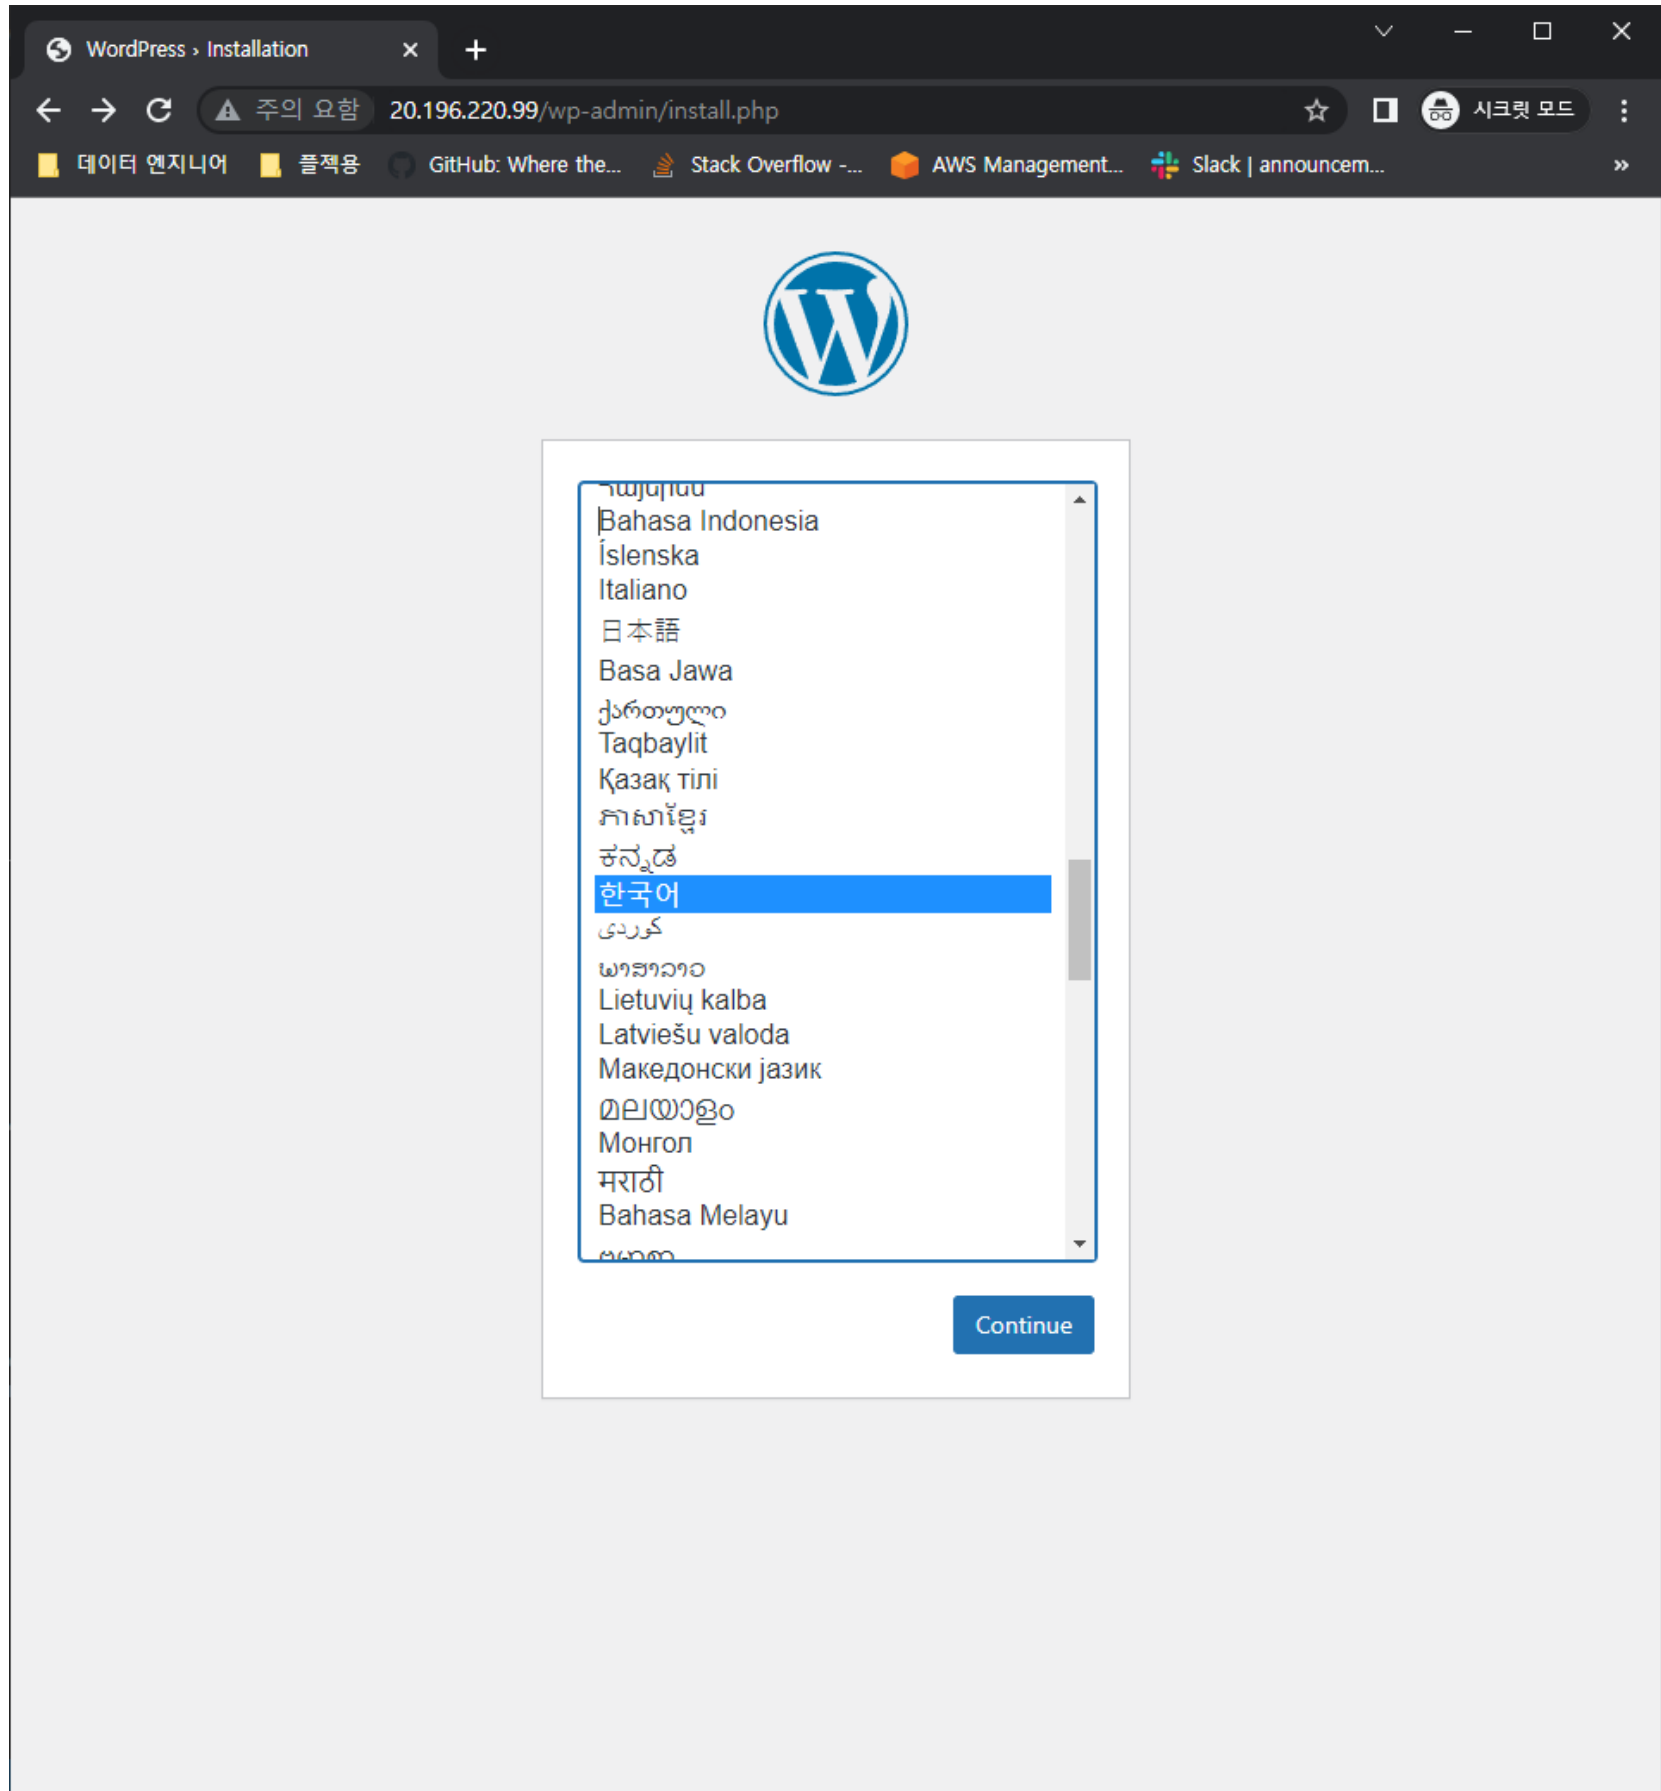 WordPress › Installation
주의 요함 20.196.220.99/wp-admin/install.php 시크릿 모드
데이터 엔지니어 플젝용 GitHub: Where the... Stack Overflow -... AWS Management... Slack | announcem... »
Հայերեն
Bahasa Indonesia
Íslenska
Italiano
日本語
Basa Jawa
ქართული
Taqbaylit
Қазақ тілі
ភាសាខ្មែរ
ಕನ್ನಡ
한국어
كوردی
ພາສາລາວ
Lietuvių kalba
Latviešu valoda
Македонски јазик
മലയാളം
Монгол
मराठी
Bahasa Melayu
Continue